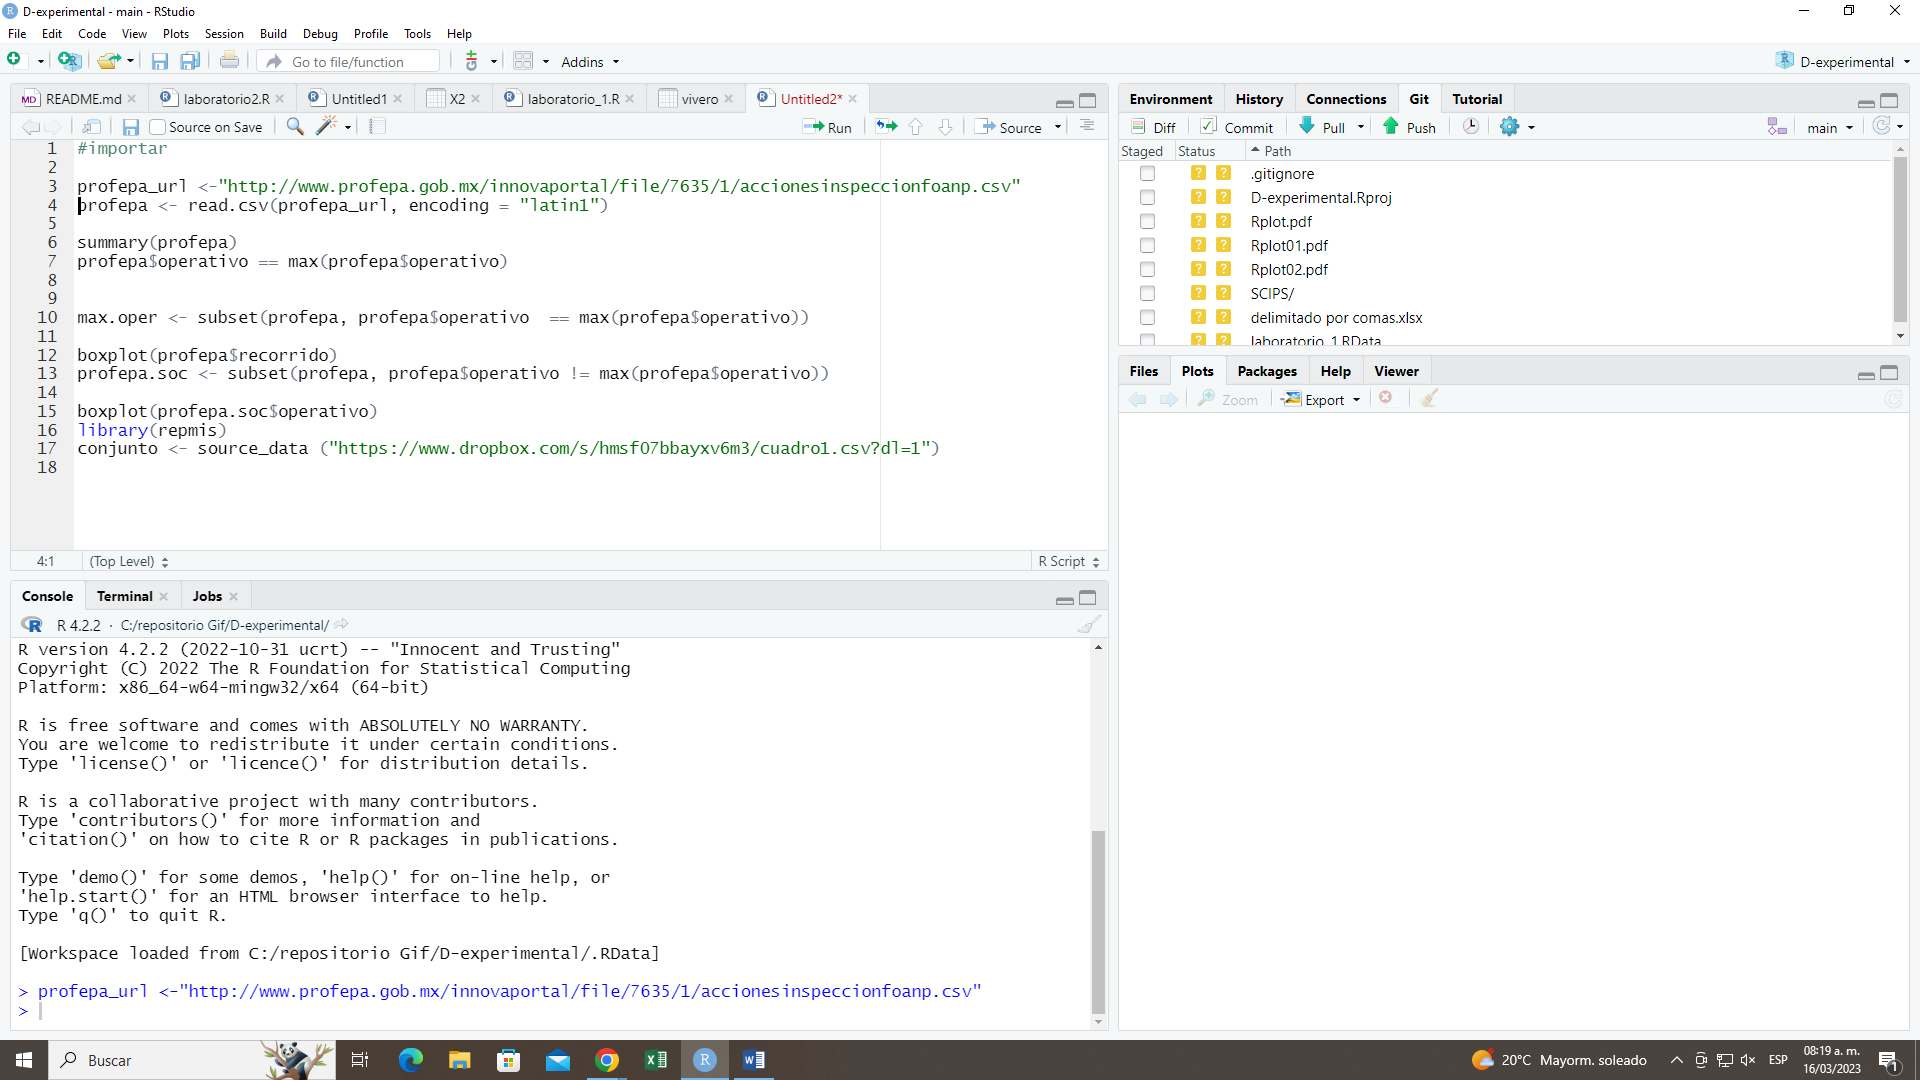 D-experimental - main - RStudio
File Edit Code View Plots Session Build Debug Profile Tools Help
Go to file/function
Addins
D-experimental
README.md
laboratorio2.R
Untitled1
X2
laboratorio_1.R
vivero
Untitled2*
Source on Save
Run
Source
1 #importar
2
3 profepa_url <-"http://www.profepa.gob.mx/innovaportal/file/7635/1/accionesinspeccionfoanp.csv"
4 profepa <- read.csv(profepa_url, encoding = "latin1")
5
6 summary(profepa)
7 profepa$operativo == max(profepa$operativo)
8
9
10 max.oper <- subset(profepa, profepa$operativo  == max(profepa$operativo))
11
12 boxplot(profepa$recorrido)
13 profepa.soc <- subset(profepa, profepa$operativo != max(profepa$operativo))
14
15 boxplot(profepa.soc$operativo)
16 library(repmis)
17 conjunto <- source_data ("https://www.dropbox.com/s/hmsf07bbayxv6m3/cuadro1.csv?dl=1")
18
4:1 (Top Level) R Script
Console Terminal Jobs
R 4.2.2 · C:/repositorio Gif/D-experimental/
R version 4.2.2 (2022-10-31 ucrt) -- "Innocent and Trusting"
Copyright (C) 2022 The R Foundation for Statistical Computing
Platform: x86_64-w64-mingw32/x64 (64-bit)
R is free software and comes with ABSOLUTELY NO WARRANTY.
You are welcome to redistribute it under certain conditions.
Type 'license()' or 'licence()' for distribution details.
R is a collaborative project with many contributors.
Type 'contributors()' for more information and
'citation()' on how to cite R or R packages in publications.
Type 'demo()' for some demos, 'help()' for on-line help, or
'help.start()' for an HTML browser interface to help.
Type 'q()' to quit R.
[Workspace loaded from C:/repositorio Gif/D-experimental/.RData]
> profepa_url <-"http://www.profepa.gob.mx/innovaportal/file/7635/1/accionesinspeccionfoanp.csv"
>
Environment History Connections Git Tutorial
Diff Commit Pull Push main
Staged Status Path
.gitignore
D-experimental.Rproj
Rplot.pdf
Rplot01.pdf
Rplot02.pdf
SCIPS/
delimitado por comas.xlsx
laboratorio_1.RData
Files Plots Packages Help Viewer
Zoom Export
Buscar
20°C Mayorm. soleado
ESP
08:19 a. m.
16/03/2023
1